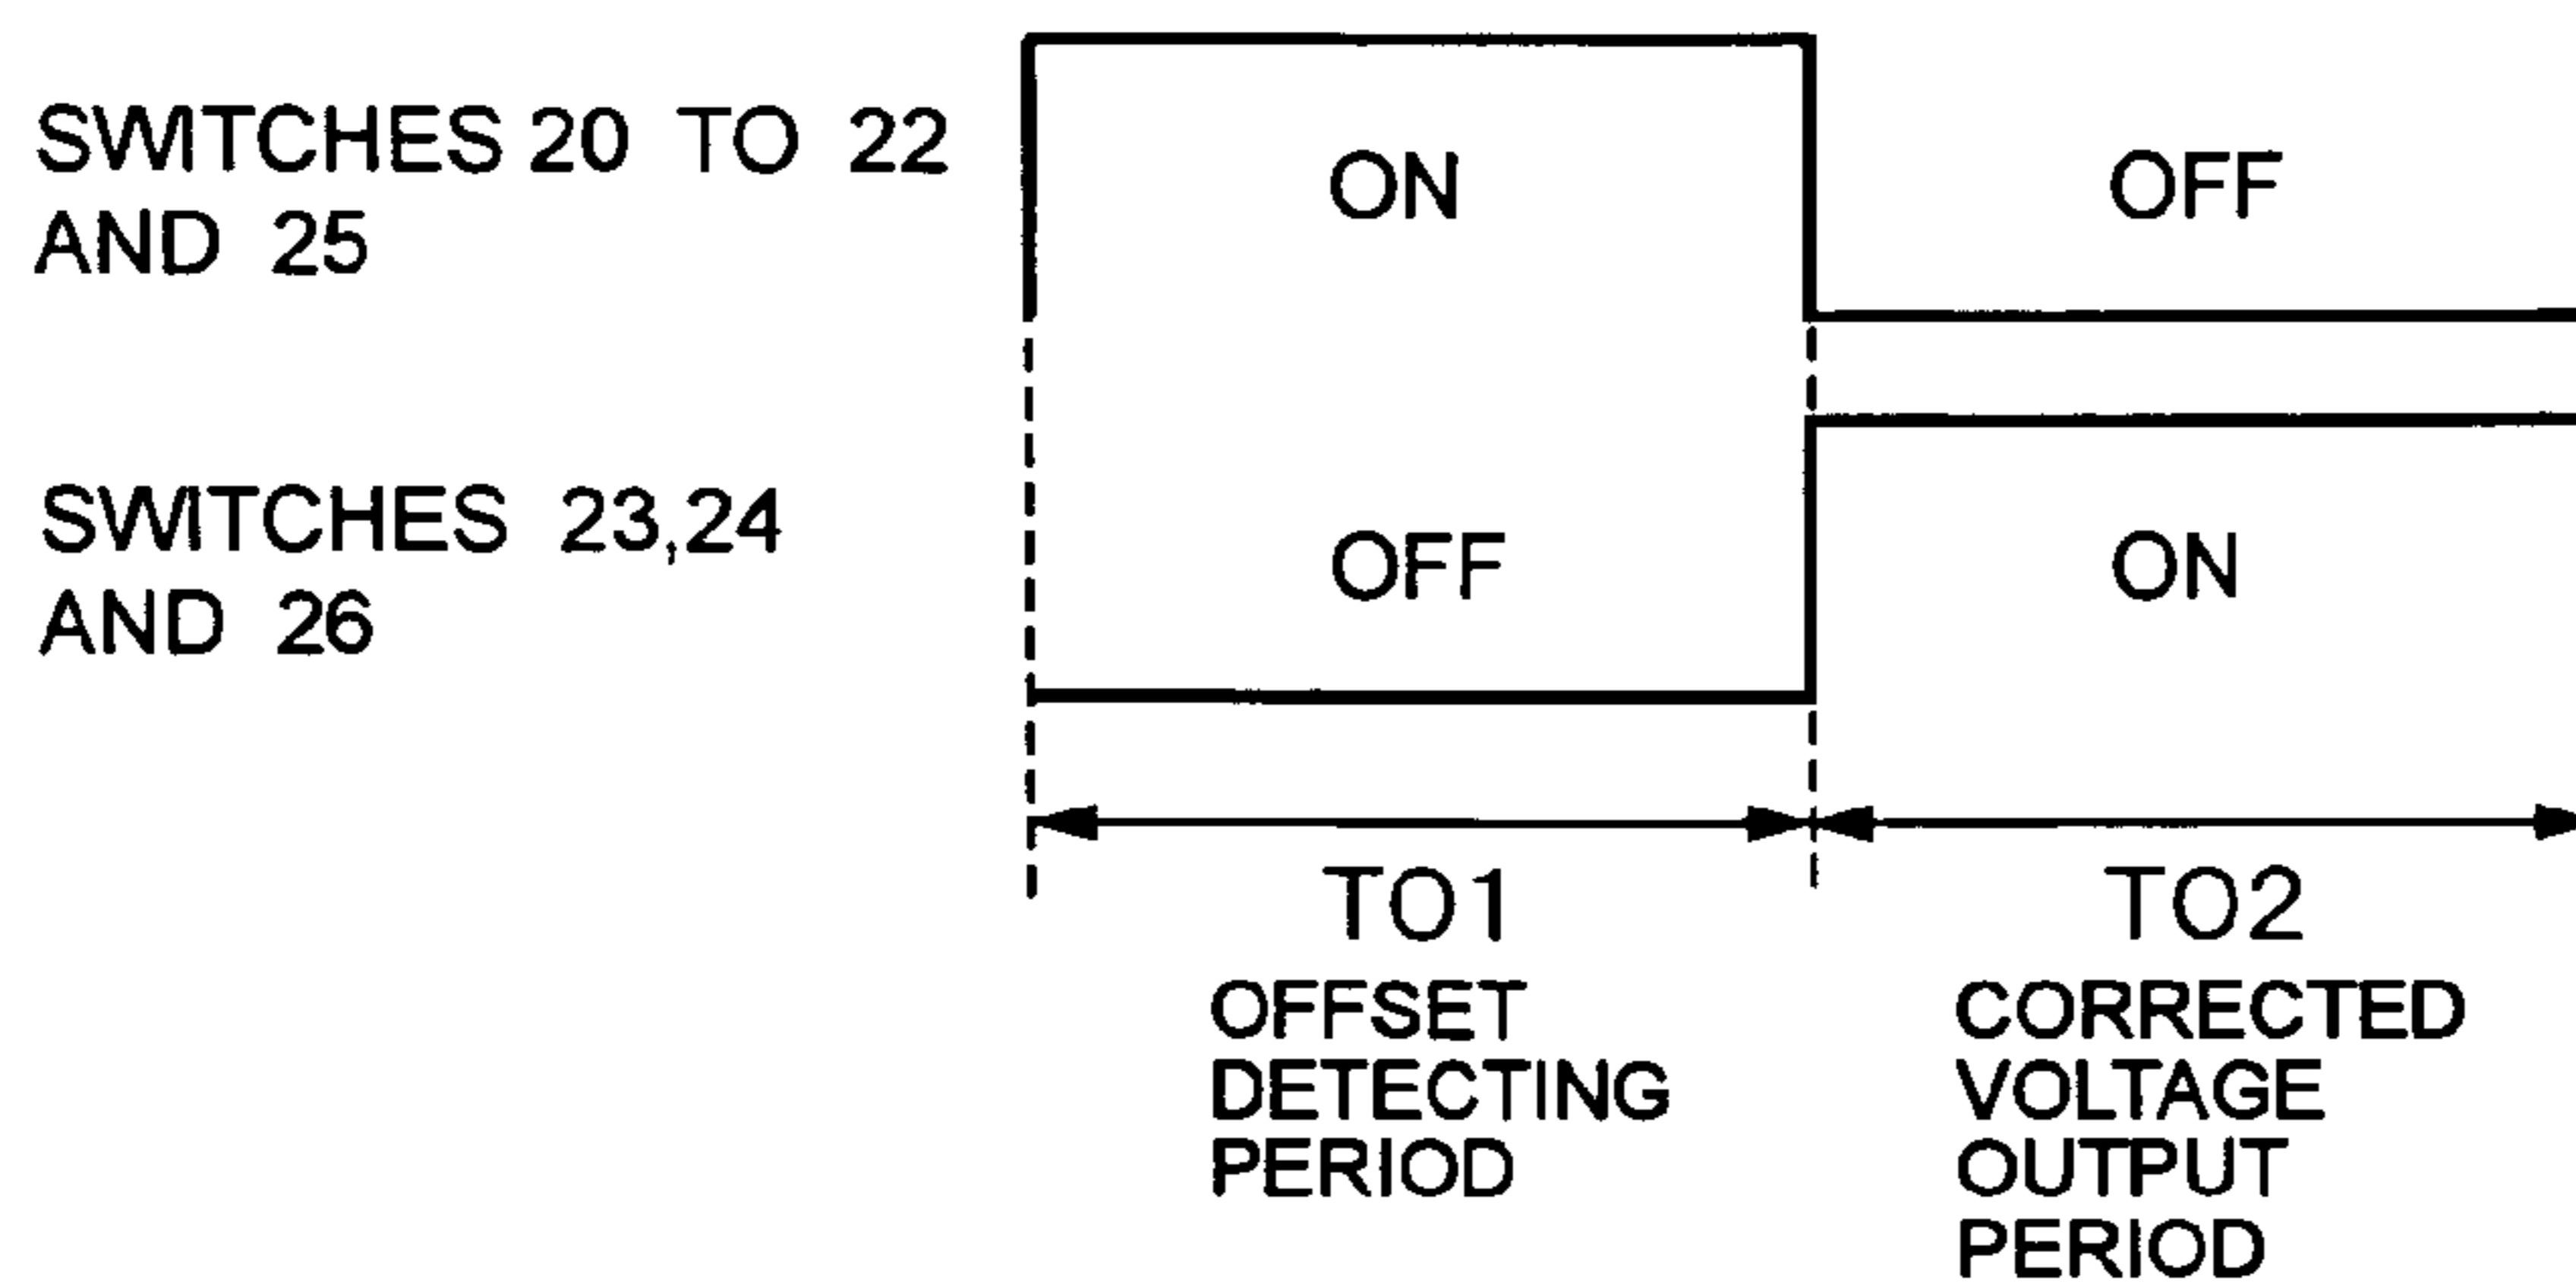 SWITCHES 20 TO 22
AND 25
ON
OFF
SWITCHES 23,24
AND 26
OFF
ON
TO1
TO2
OFFSET
DETECTING
PERIOD
CORRECTED
VOLTAGE
OUTPUT
PERIOD